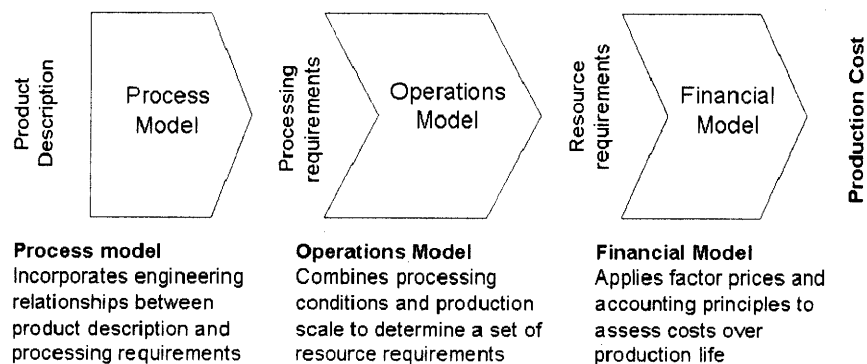 Product
Description
Process
Model
Processing
requirements
Operations
Model
Resource
requirements
Financial
Model
Production Cost
Process model
Incorporates engineering
relationships between
product description and
processing requirements
Operations Model
Combines processing
conditions and production
scale to determine a set of
resource requirements
Financial Model
Applies factor prices and
accounting principles to
assess costs over
production life